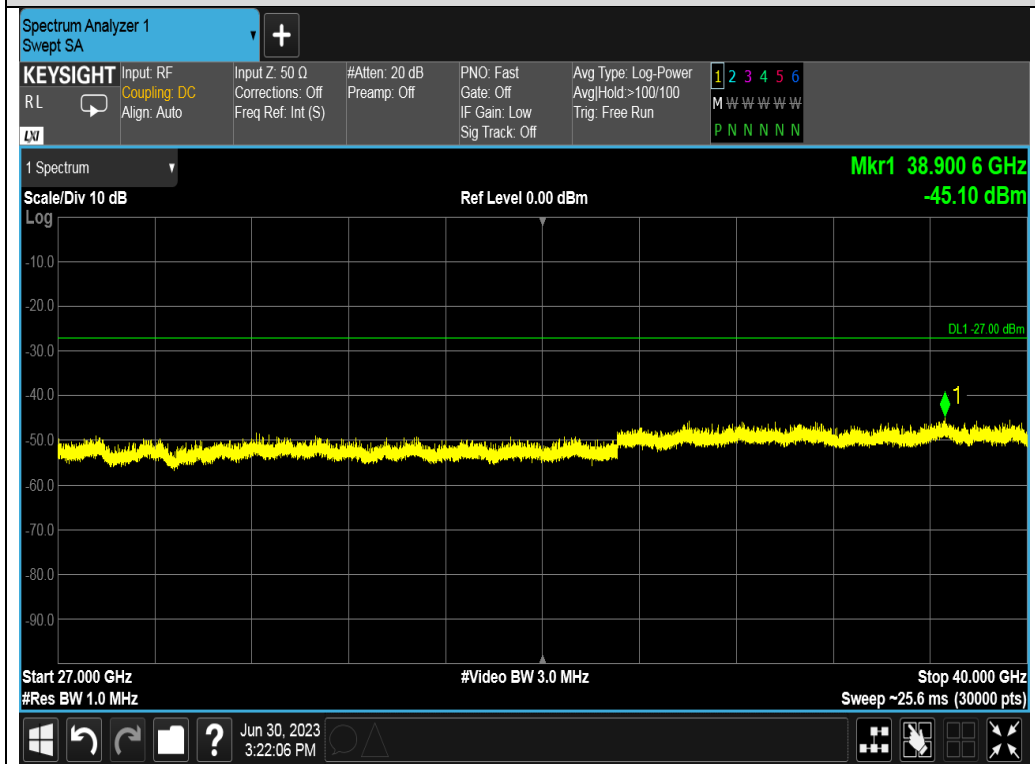 Spectrum Analyzer 1
Swept SA
+
KEYSIGHT
RL
LXI
Input: RF
Coupling: DC
Align: Auto
Input Z: 50 Ω
Corrections: Off
Freq Ref: Int (S)
#Atten: 20 dB
Preamp: Off
PNO: Fast
Gate: Off
IF Gain: Low
Sig Track: Off
Avg Type: Log-Power
Avg|Hold:>100/100
Trig: Free Run
1 2 3 4 5 6
M W W W W W
P N N N N N
1 Spectrum
Mkr1 38.900 6 GHz
-45.10 dBm
Scale/Div 10 dB
Ref Level 0.00 dBm
Log
-10.0
-20.0
DL1 -27.00 dBm
-30.0
-40.0
1
-50.0
-60.0
-70.0
-80.0
-90.0
Start 27.000 GHz
#Video BW 3.0 MHz
Stop 40.000 GHz
#Res BW 1.0 MHz
Sweep ~25.6 ms (30000 pts)
?
Jun 30, 2023
3:22:06 PM